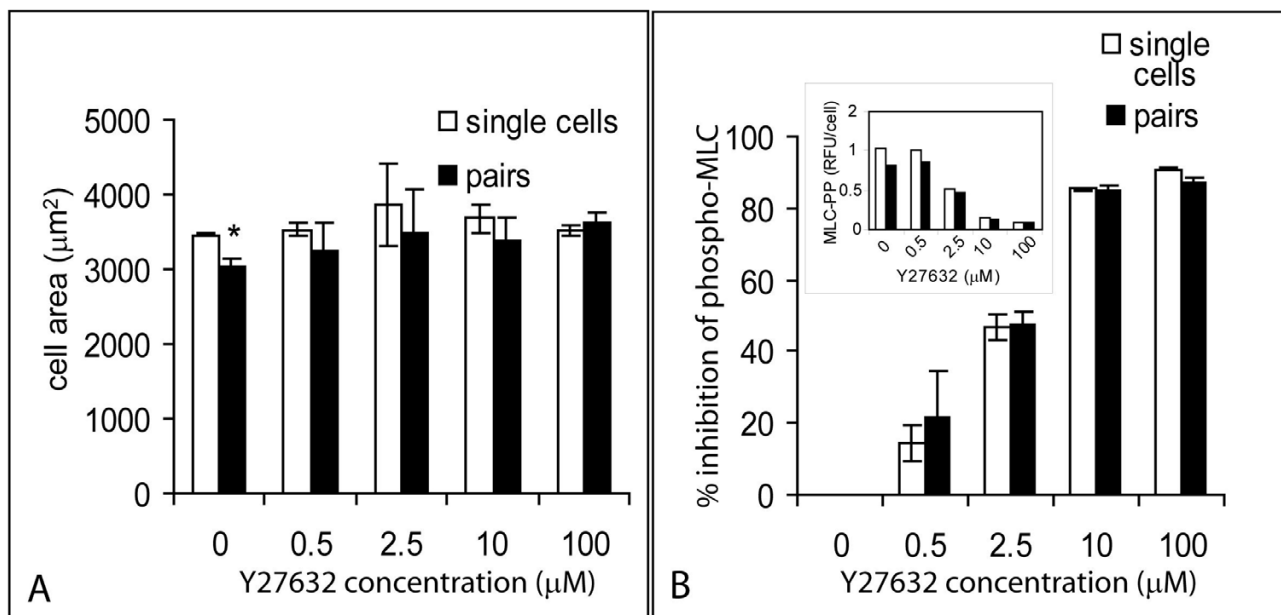 5000
4000
3000
2000
1000
0
cell area (μm²)
single cells
pairs
*
0 0.5 2.5 10 100
Y27632 concentration (μM)
A
single
cells
pairs
100
80
60
40
20
0
% inhibition of phospho-MLC
2
1
0.5
0
MLC-PP (RFU/cell)
0 0.5 2.5 10 100
Y27632 (μM)
0 0.5 2.5 10 100
Y27632 concentration (μM)
B